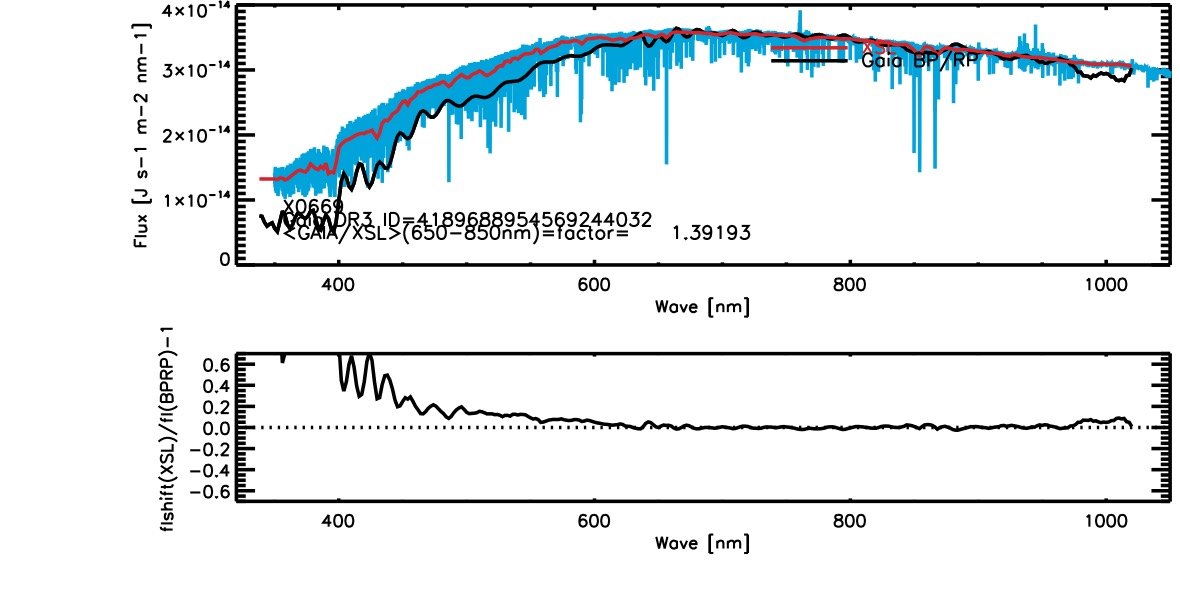 4×10−14
3×10−14
2×10−14
1×10−14
0
Flux [J s−1 m−2 nm−1]
XSL
Gaia BP/RP
X0669
Gaia DR3 ID=4189688954569244032
<GAIA/XSL>(650−850nm)=factor= 1.39193
400 600 800 1000
Wave [nm]
flshift(XSL)/fl(BPRP)−1
0.6
0.4
0.2
0.0
−0.2
−0.4
−0.6
400 600 800 1000
Wave [nm]